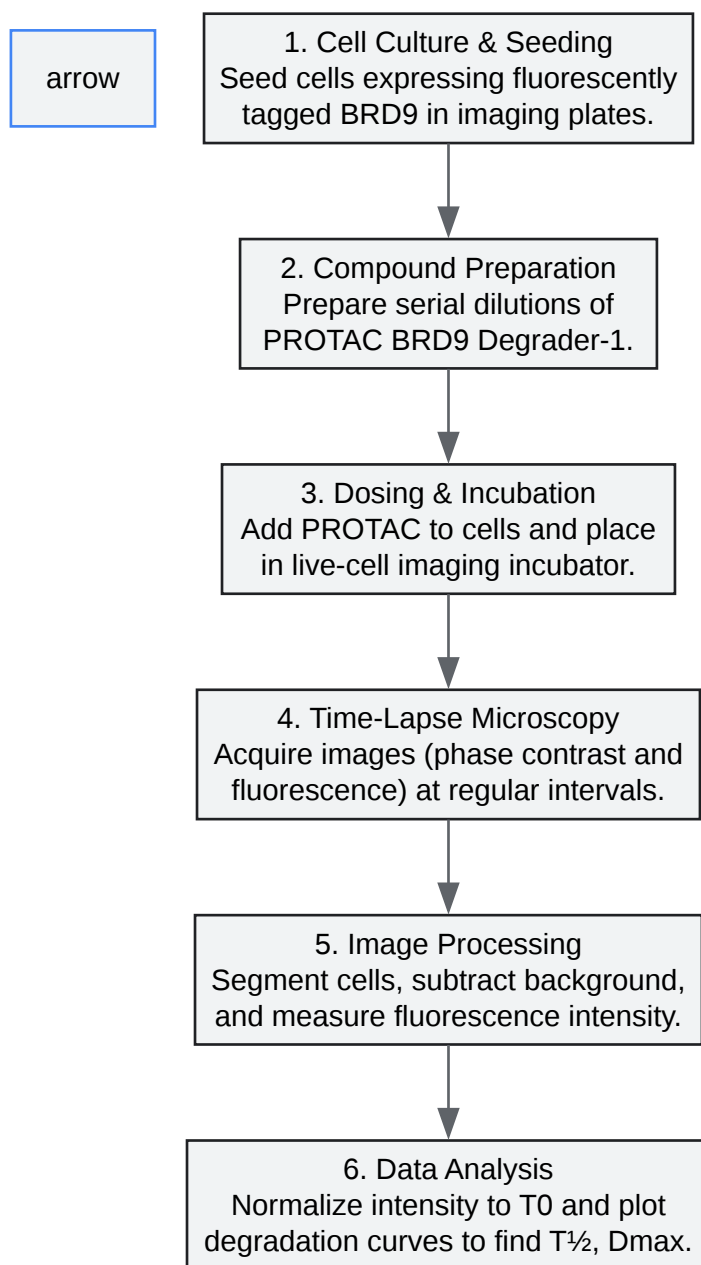 arrow
1. Cell Culture & Seeding
Seed cells expressing fluorescently
tagged BRD9 in imaging plates.
2. Compound Preparation
Prepare serial dilutions of
PROTAC BRD9 Degrader-1.
3. Dosing & Incubation
Add PROTAC to cells and place
in live-cell imaging incubator.
4. Time-Lapse Microscopy
Acquire images (phase contrast and
fluorescence) at regular intervals.
5. Image Processing
Segment cells, subtract background,
and measure fluorescence intensity.
6. Data Analysis
Normalize intensity to T0 and plot
degradation curves to find T½, Dmax.